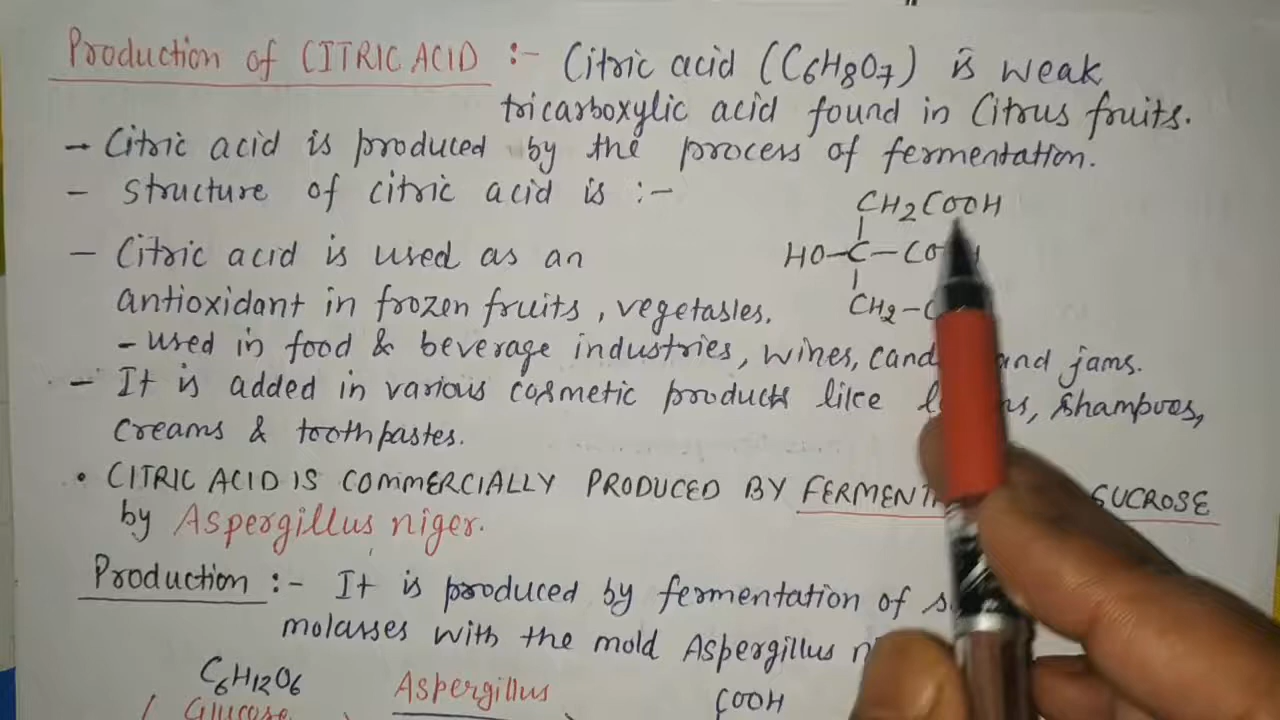 Production of CITRIC ACID :- Citric acid (C6H8O7) is weak
tricarboxylic acid found in Citrus fruits.
- Citric acid is produced by the process of fermentation.
- structure of citric acid is :-
CH2COOH
HO-C-CO
CH2-C
- Citric acid is used as an
antioxidant in frozen fruits, vegetables.
- used in food & beverage industries, wines, and jams.
- It is added in various cosmetic products like shampoos,
creams & toothpastes.
• CITRIC ACID IS COMMERCIALLY PRODUCED BY SUCROSE
by Aspergillus niger.
Production :- It is produced by fermentation of
molasses with the mold Aspergillus
C6H12O6
Glucose
Aspergillus
COOH